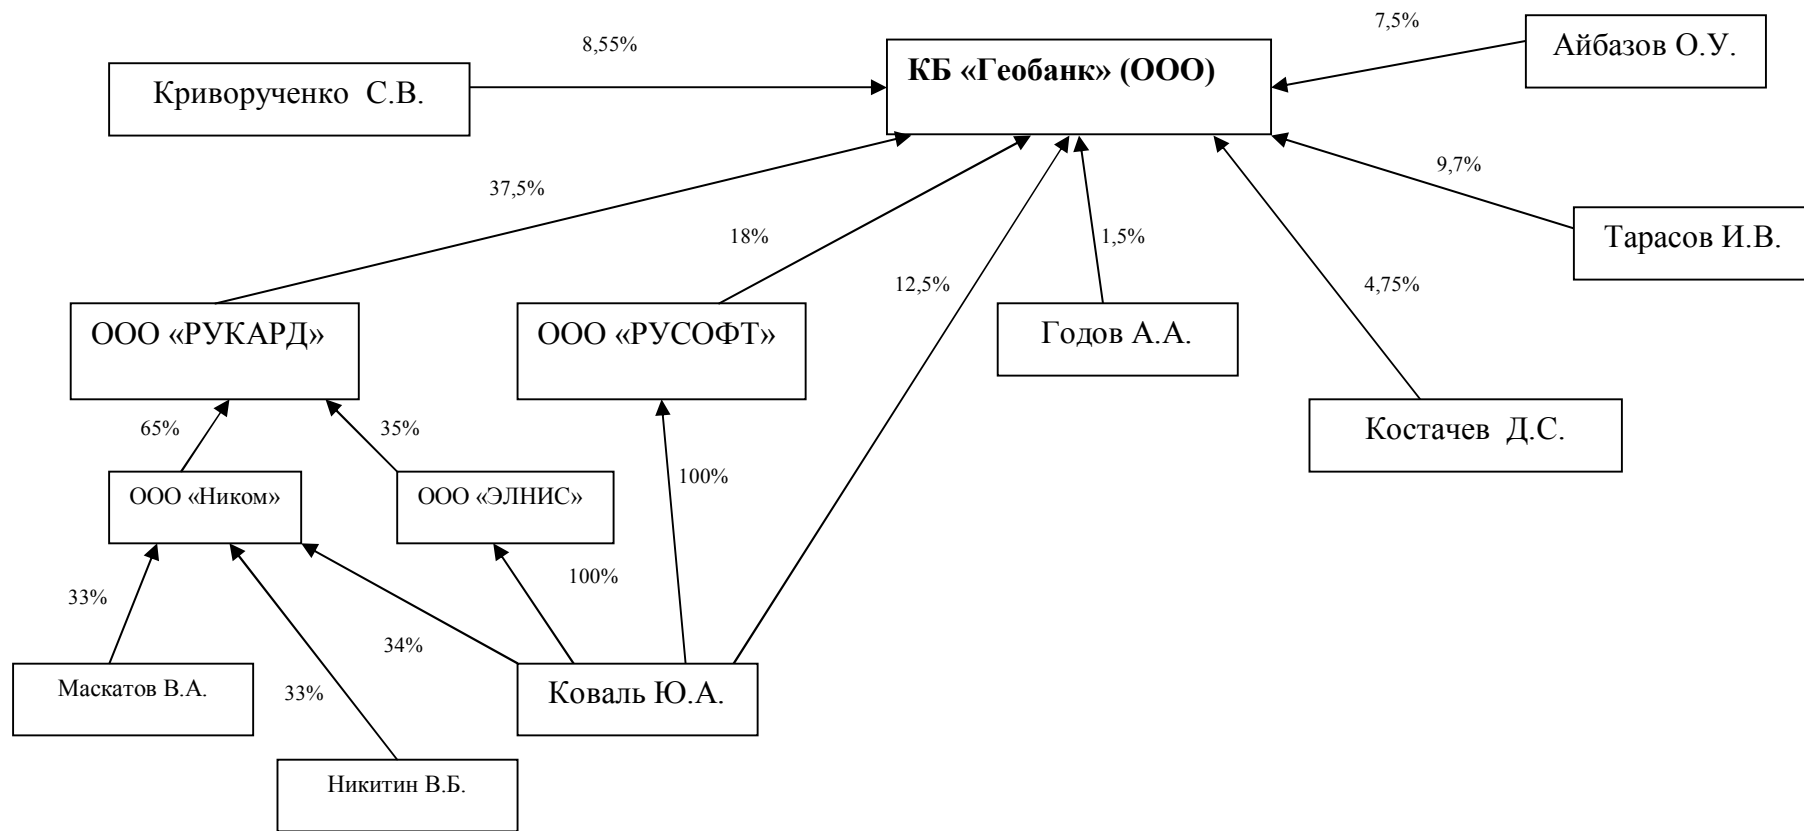 7,5%
8,55%
Айбазов О.У.
КБ «Геобанк» (ООО)
Криворученко С.В.
9,7%
37,5%
18%
1,5%
Тарасов И.В.
12,5%
4,75%
ООО «РУКАРД»
ООО «РУСОФТ»
Годов А.А.
65%
35%
Костачев Д.С.
100%
ООО «Ником»
ООО «ЭЛНИС»
100%
33%
34%
Маскатов В.А.
33%
Коваль Ю.А.
Никитин В.Б.